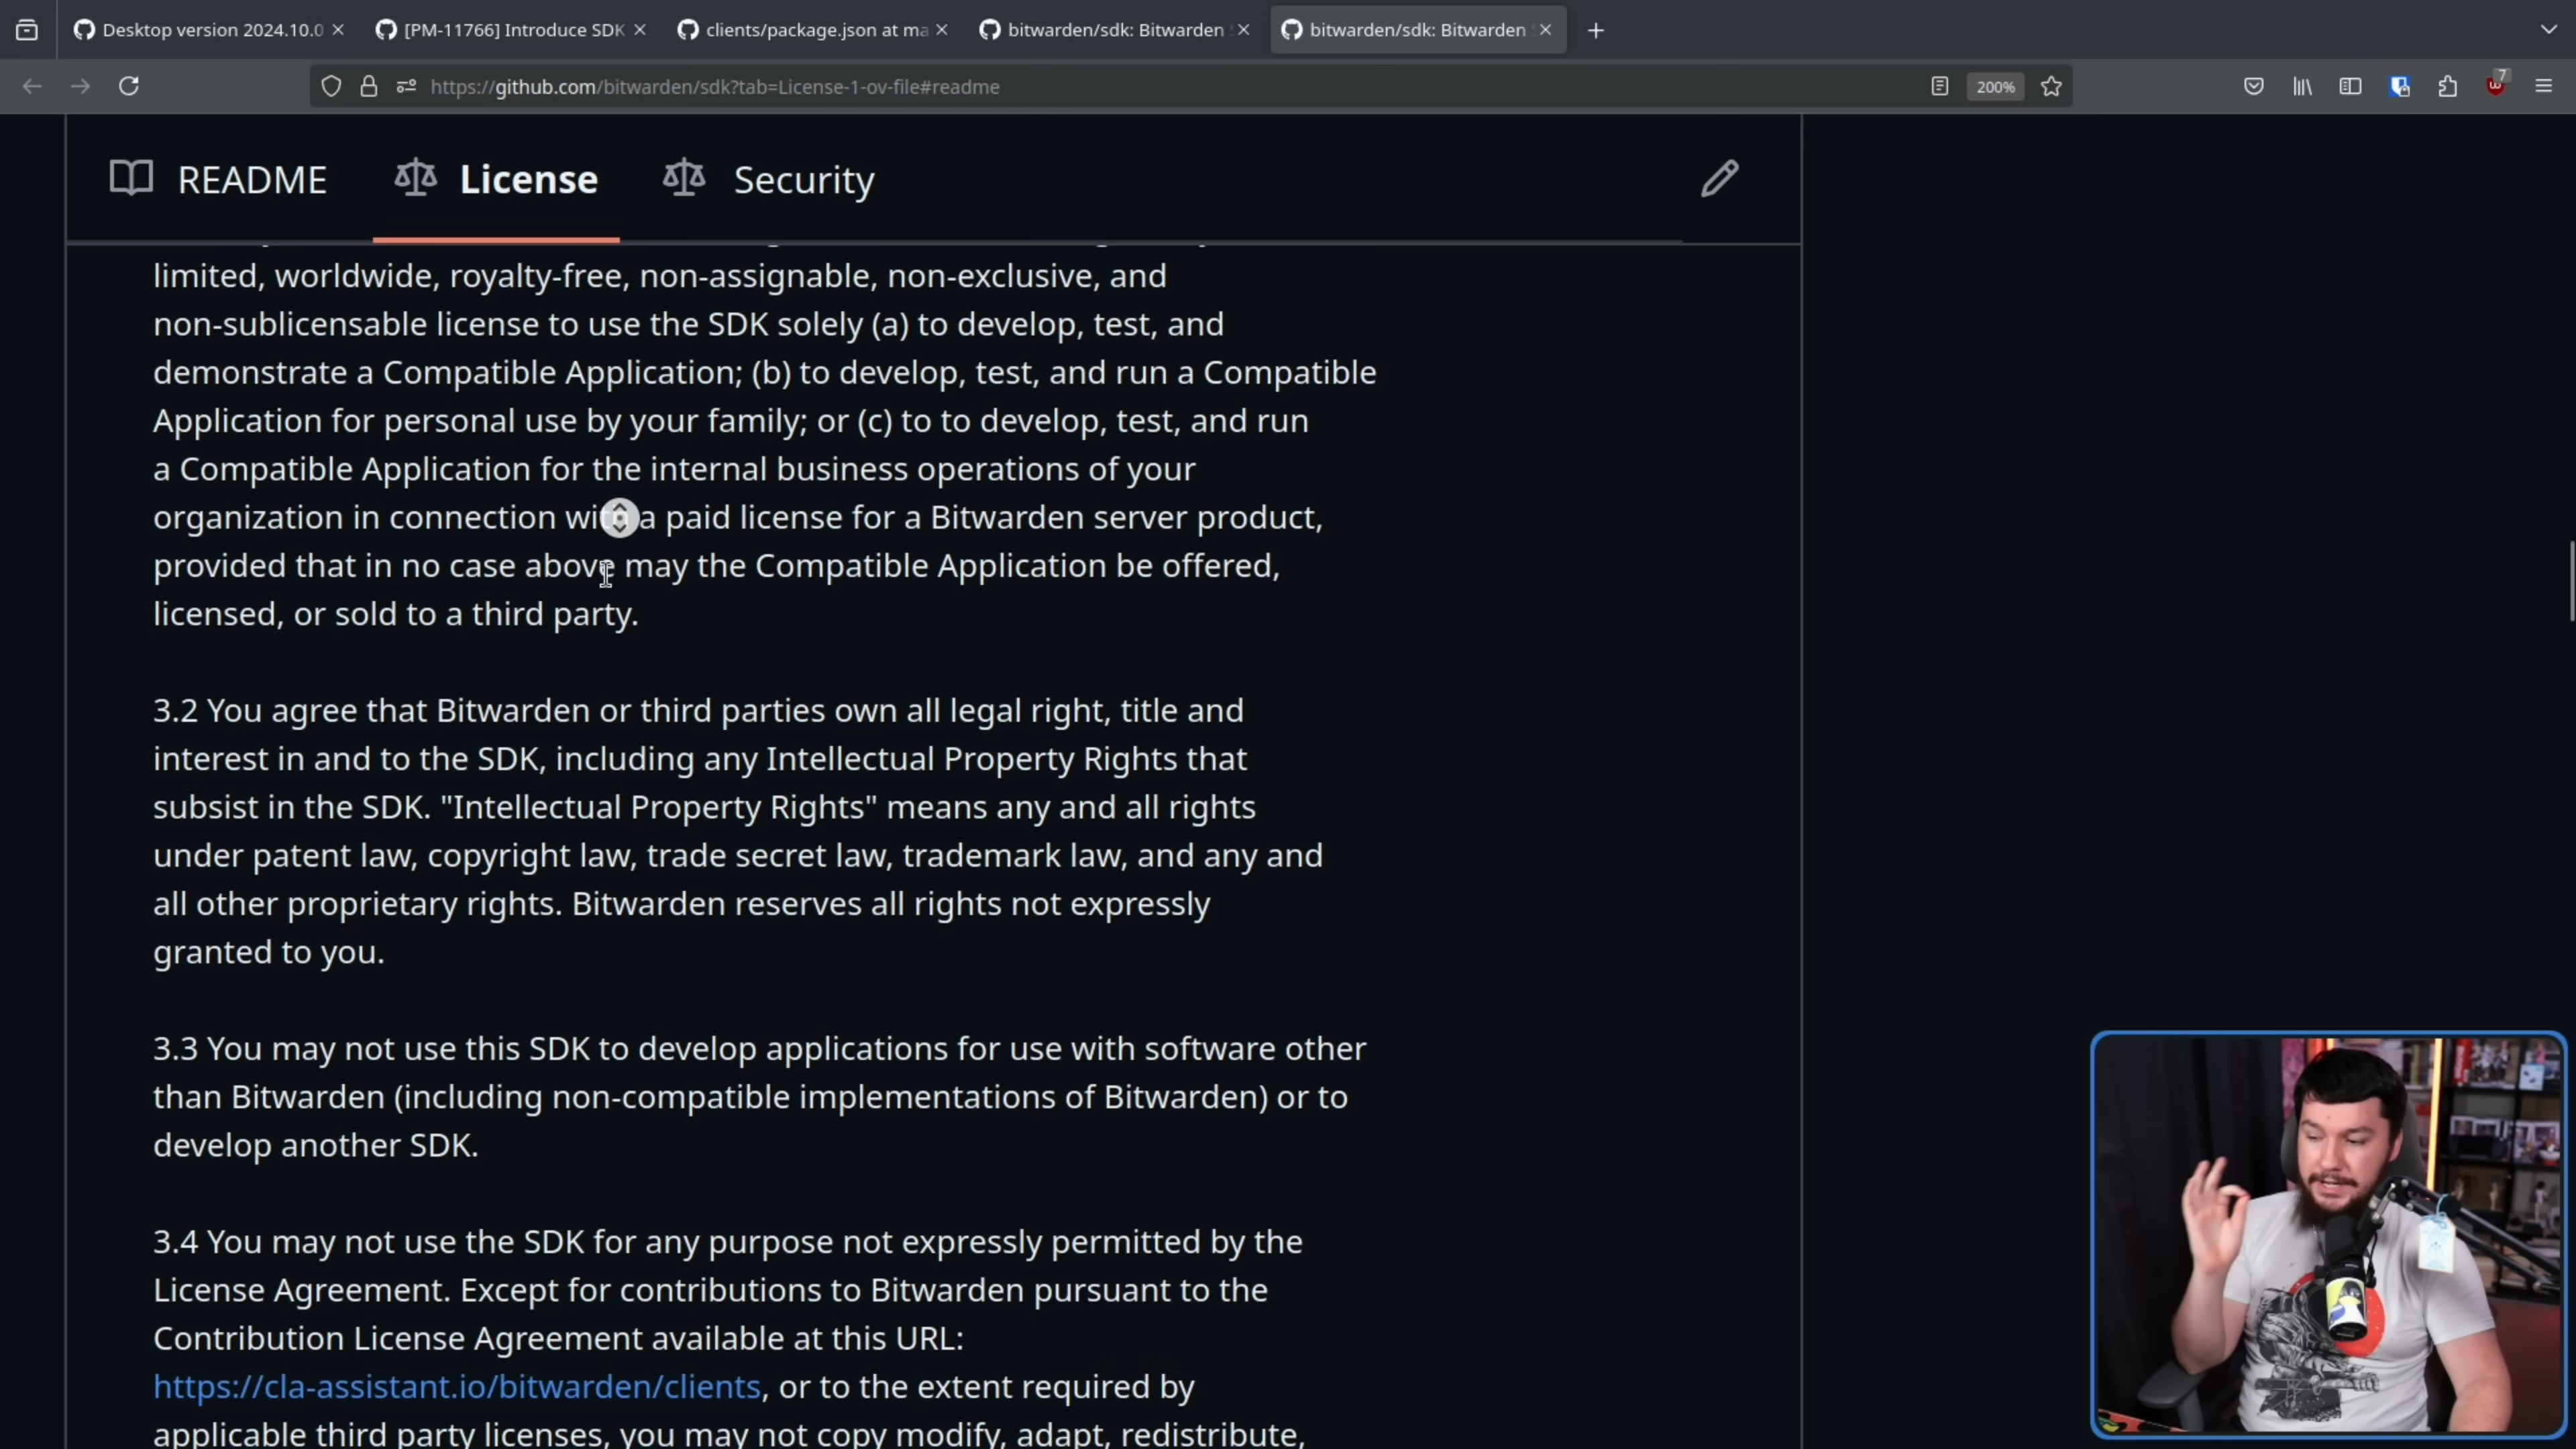 Desktop version 2024.10.0
[PM-11766] Introduce SDK
clients/package.json at ma
bitwarden/sdk: Bitwarden
bitwarden/sdk: Bitwarden
https://github.com/bitwarden/sdk?tab=License-1-ov-file#readme
200%
7
README
License
Security
limited, worldwide, royalty-free, non-assignable, non-exclusive, and
non-sublicensable license to use the SDK solely (a) to develop, test, and
demonstrate a Compatible Application; (b) to develop, test, and run a Compatible
Application for personal use by your family; or (c) to to develop, test, and run
a Compatible Application for the internal business operations of your
organization in connection with a paid license for a Bitwarden server product,
provided that in no case above may the Compatible Application be offered,
licensed, or sold to a third party.
3.2 You agree that Bitwarden or third parties own all legal right, title and
interest in and to the SDK, including any Intellectual Property Rights that
subsist in the SDK. "Intellectual Property Rights" means any and all rights
under patent law, copyright law, trade secret law, trademark law, and any and
all other proprietary rights. Bitwarden reserves all rights not expressly
granted to you.
3.3 You may not use this SDK to develop applications for use with software other
than Bitwarden (including non-compatible implementations of Bitwarden) or to
develop another SDK.
3.4 You may not use the SDK for any purpose not expressly permitted by the
License Agreement. Except for contributions to Bitwarden pursuant to the
Contribution License Agreement available at this URL:
https://cla-assistant.io/bitwarden/clients, or to the extent required by
applicable third party licenses, you may not copy modify, adapt, redistribute,